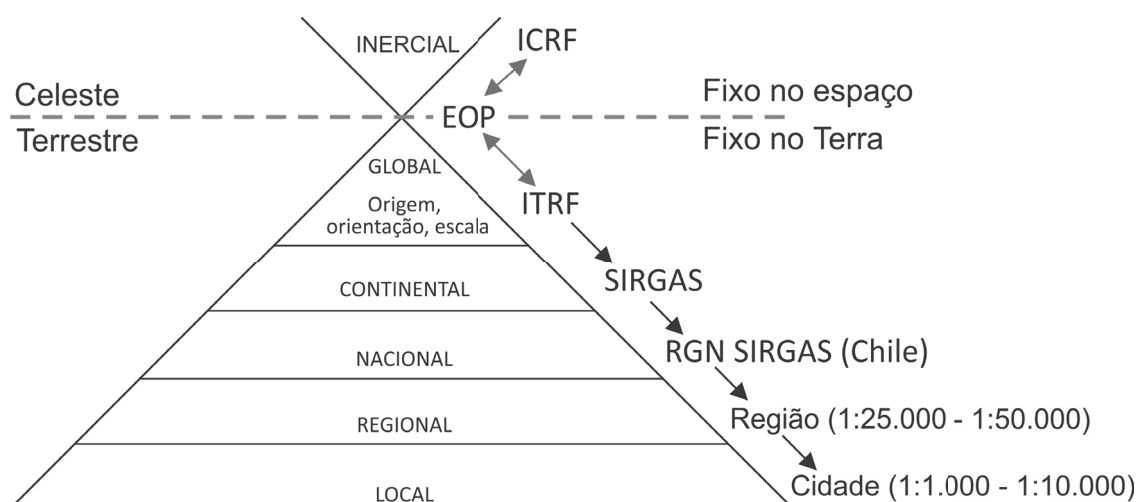 INERCIAL
ICRF
Celeste
EOP
Fixo no espaço
Terrestre
Fixo no Terra
GLOBAL
Origem,
orientação, escala
ITRF
CONTINENTAL
SIRGAS
NACIONAL
RGN SIRGAS (Chile)
REGIONAL
Região (1:25.000 - 1:50.000)
LOCAL
Cidade (1:1.000 - 1:10.000)